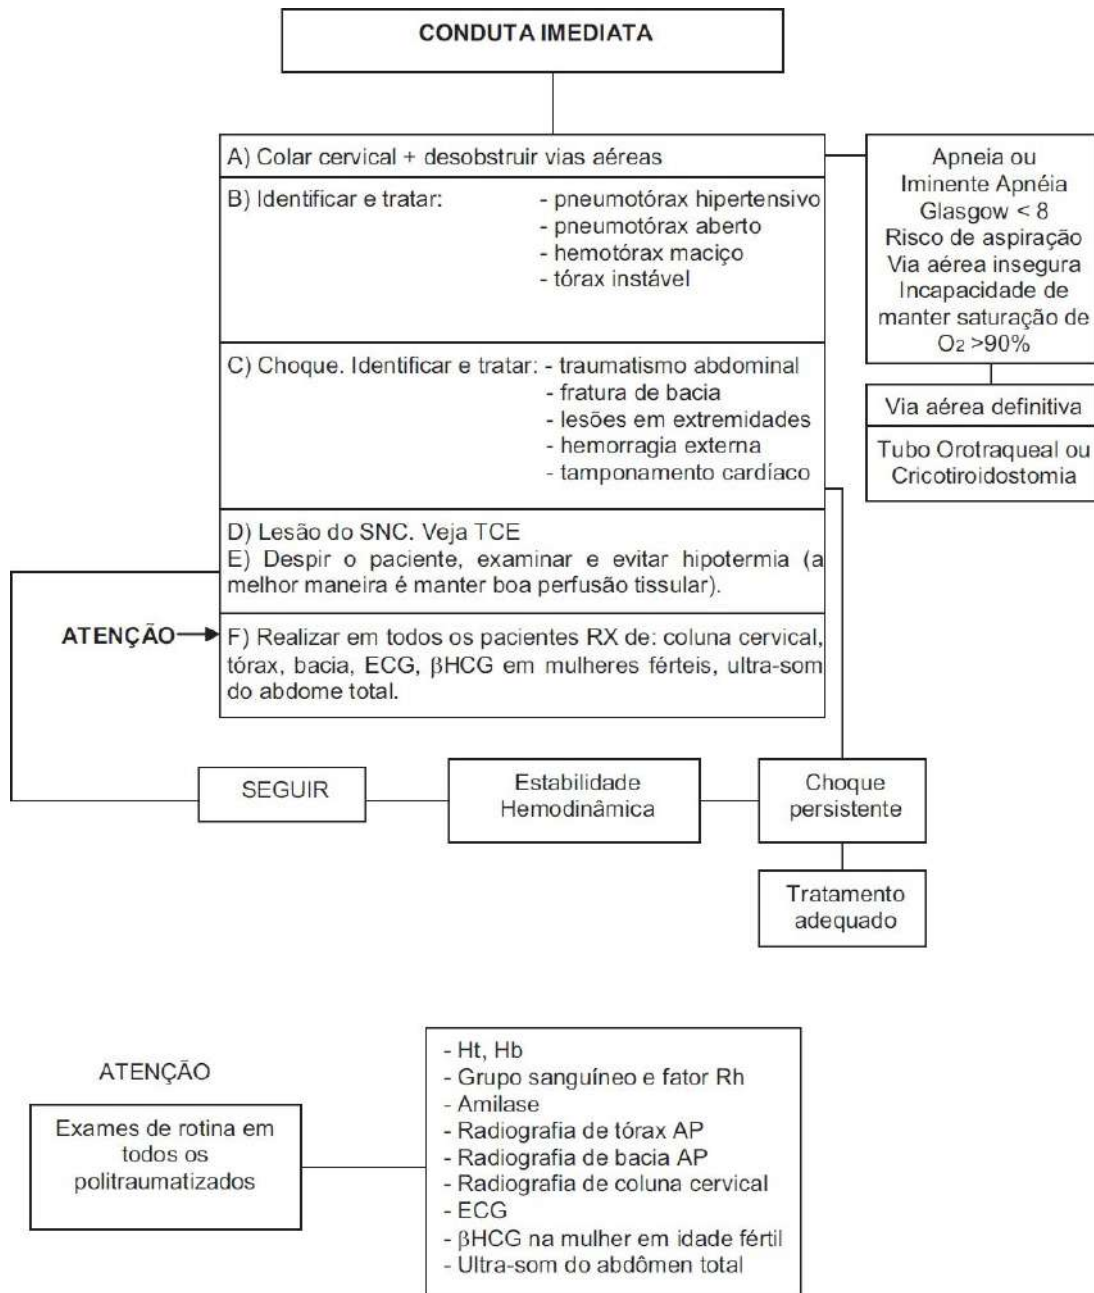 CONDUTA IMEDIATA
A) Colar cervical + desobstruir vias aéreas
B) Identificar e tratar: - pneumotórax hipertensivo
- pneumotórax aberto
- hemotórax maciço
- tórax instável
C) Choque. Identificar e tratar: - traumatismo abdominal
- fratura de bacia
- lesões em extremidades
- hemorragia externa
- tamponamento cardíaco
D) Lesão do SNC. Veja TCE
E) Despir o paciente, examinar e evitar hipotermia (a
melhor maneira é manter boa perfusão tissular).
ATENÇÃO
F) Realizar em todos os pacientes RX de: coluna cervical,
tórax, bacia, ECG, βHCG em mulheres férteis, ultra-som
do abdome total.
Apneia ou
Iminente Apnéia
Glasgow < 8
Risco de aspiração
Via aérea insegura
Incapacidade de
manter saturação de
O2 >90%
Via aérea definitiva
Tubo Orotraqueal ou
Cricotiroidostomia
SEGUIR
Estabilidade
Hemodinâmica
Choque
persistente
Tratamento
adequado
ATENÇÃO
Exames de rotina em
todos os
politraumatizados
- Ht, Hb
- Grupo sanguíneo e fator Rh
- Amilase
- Radiografia de tórax AP
- Radiografia de bacia AP
- Radiografia de coluna cervical
- ECG
- βHCG na mulher em idade fértil
- Ultra-som do abdômen total